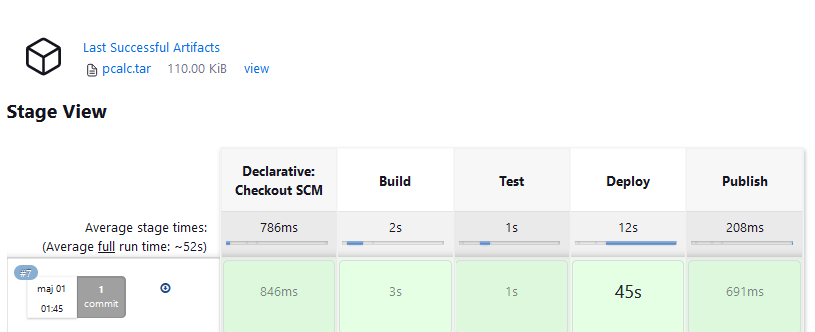 Last Successful Artifacts
pcalc.tar 110.00 KiB view
Stage View
Declarative:
Checkout SCM
Build
Test
Deploy
Publish
Average stage times:
(Average full run time: ~52s)
786ms
2s
1s
12s
208ms
#7
maj 01
01:45
1
commit
846ms
3s
1s
45s
691ms